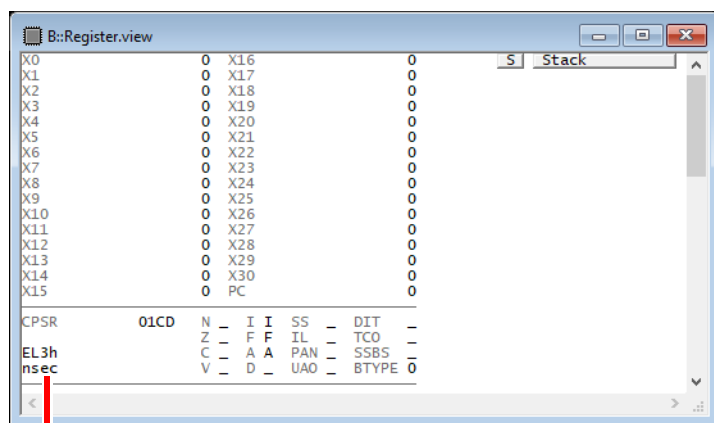 B::Register.view
X0 0 X16 0 S Stack
X1 0 X17 0
X2 0 X18 0
X3 0 X19 0
X4 0 X20 0
X5 0 X21 0
X6 0 X22 0
X7 0 X23 0
X8 0 X24 0
X9 0 X25 0
X10 0 X26 0
X11 0 X27 0
X12 0 X28 0
X13 0 X29 0
X14 0 X30 0
X15 0 PC 0
CPSR 01CD N _ I I SS _ DIT _
Z _ F F IL _ TCO _
EL3h C _ A A PAN _ SSBS _
nsec V _ D _ UAO _ BTYPE 0